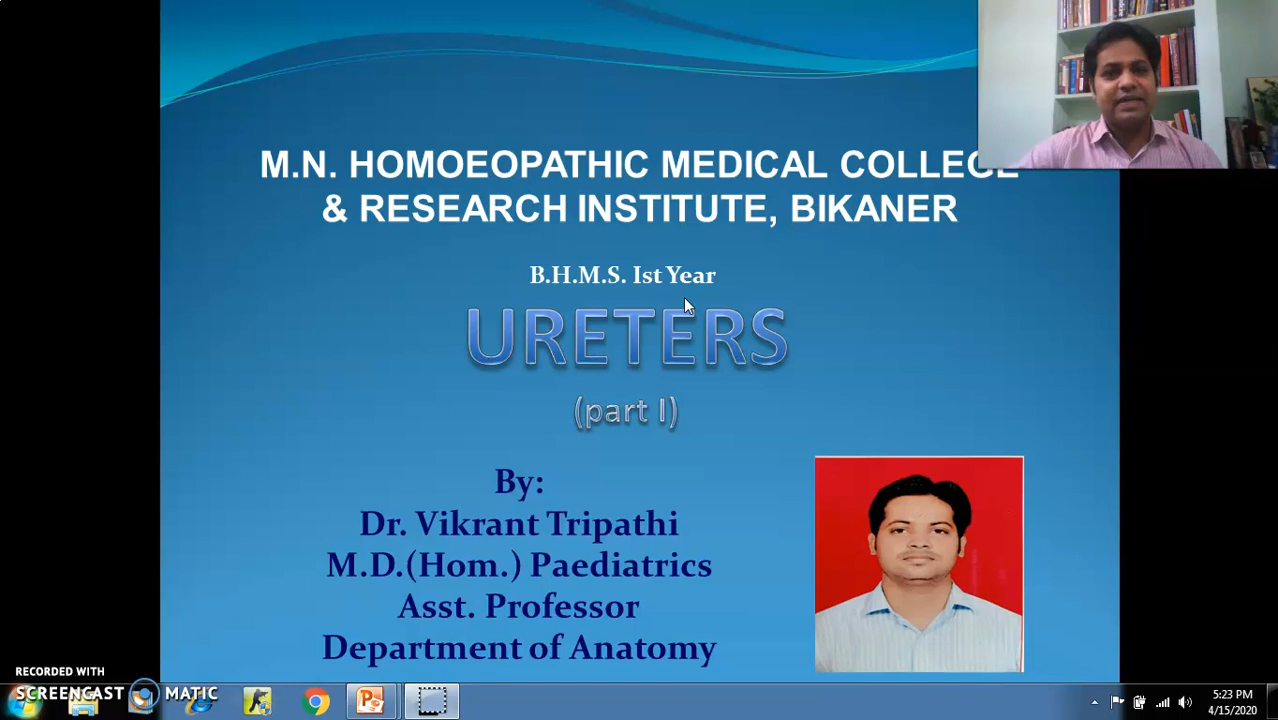 M.N. HOMOEOPATHIC MEDICAL COLLEGE
& RESEARCH INSTITUTE, BIKANER
B.H.M.S. Ist Year
URETERS
(part I)
By:
Dr. Vikrant Tripathi
M.D.(Hom.) Paediatrics
Asst. Professor
Department of Anatomy
RECORDED WITH
SCREENCAST MATIC
5:23 PM
4/15/2020